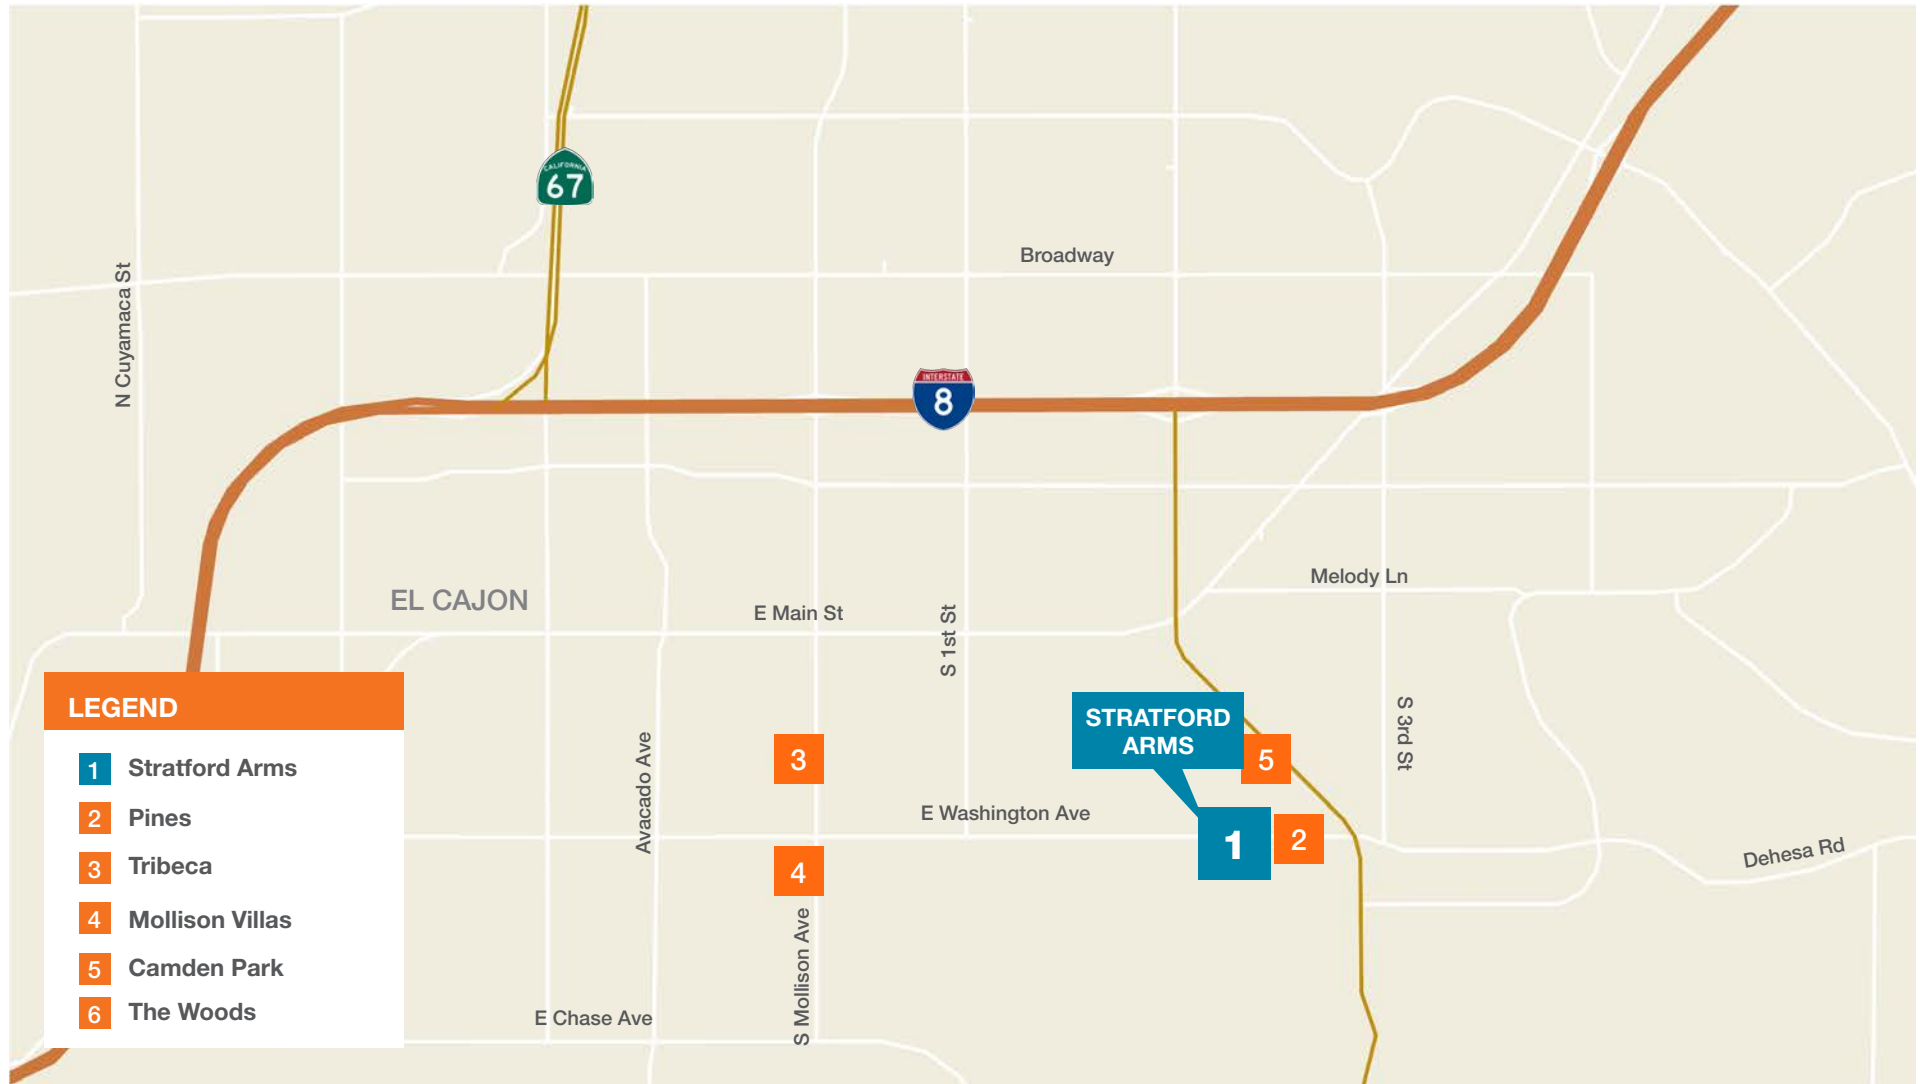 CALIFORNIA
67
Broadway
N Cuyamaca St
INTERSTATE
8
Melody Ln
EL CAJON
E Main St
S 1st St
STRATFORD
ARMS
S 3rd St
Avacado Ave
3
5
E Washington Ave
1
2
4
Dehesa Rd
S Mollison Ave
E Chase Ave
LEGEND
1 Stratford Arms
2 Pines
3 Tribeca
4 Mollison Villas
5 Camden Park
6 The Woods